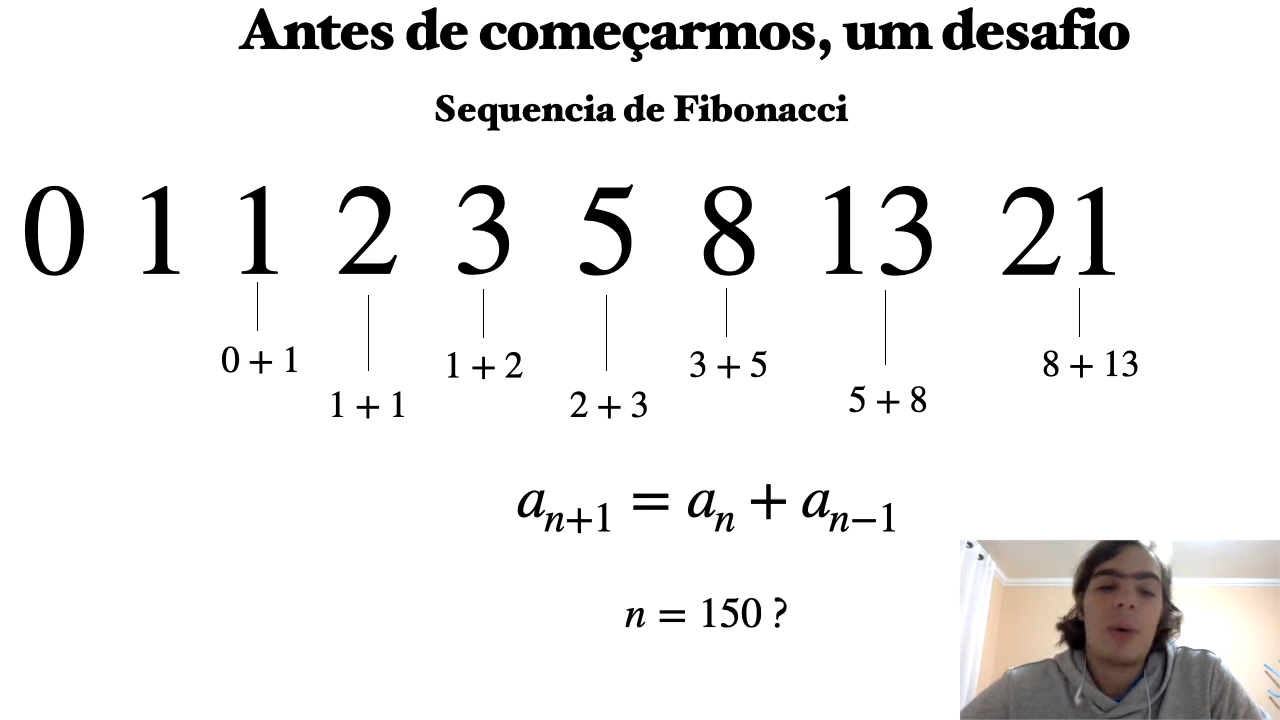 Antes de começarmos, um desafio
Sequencia de Fibonacci
0 1 1 2 3 5 8 13 21
0 + 1
1 + 1
1 + 2
2 + 3
3 + 5
5 + 8
8 + 13
a_{n+1} = a_n + a_{n−1}
n = 150 ?